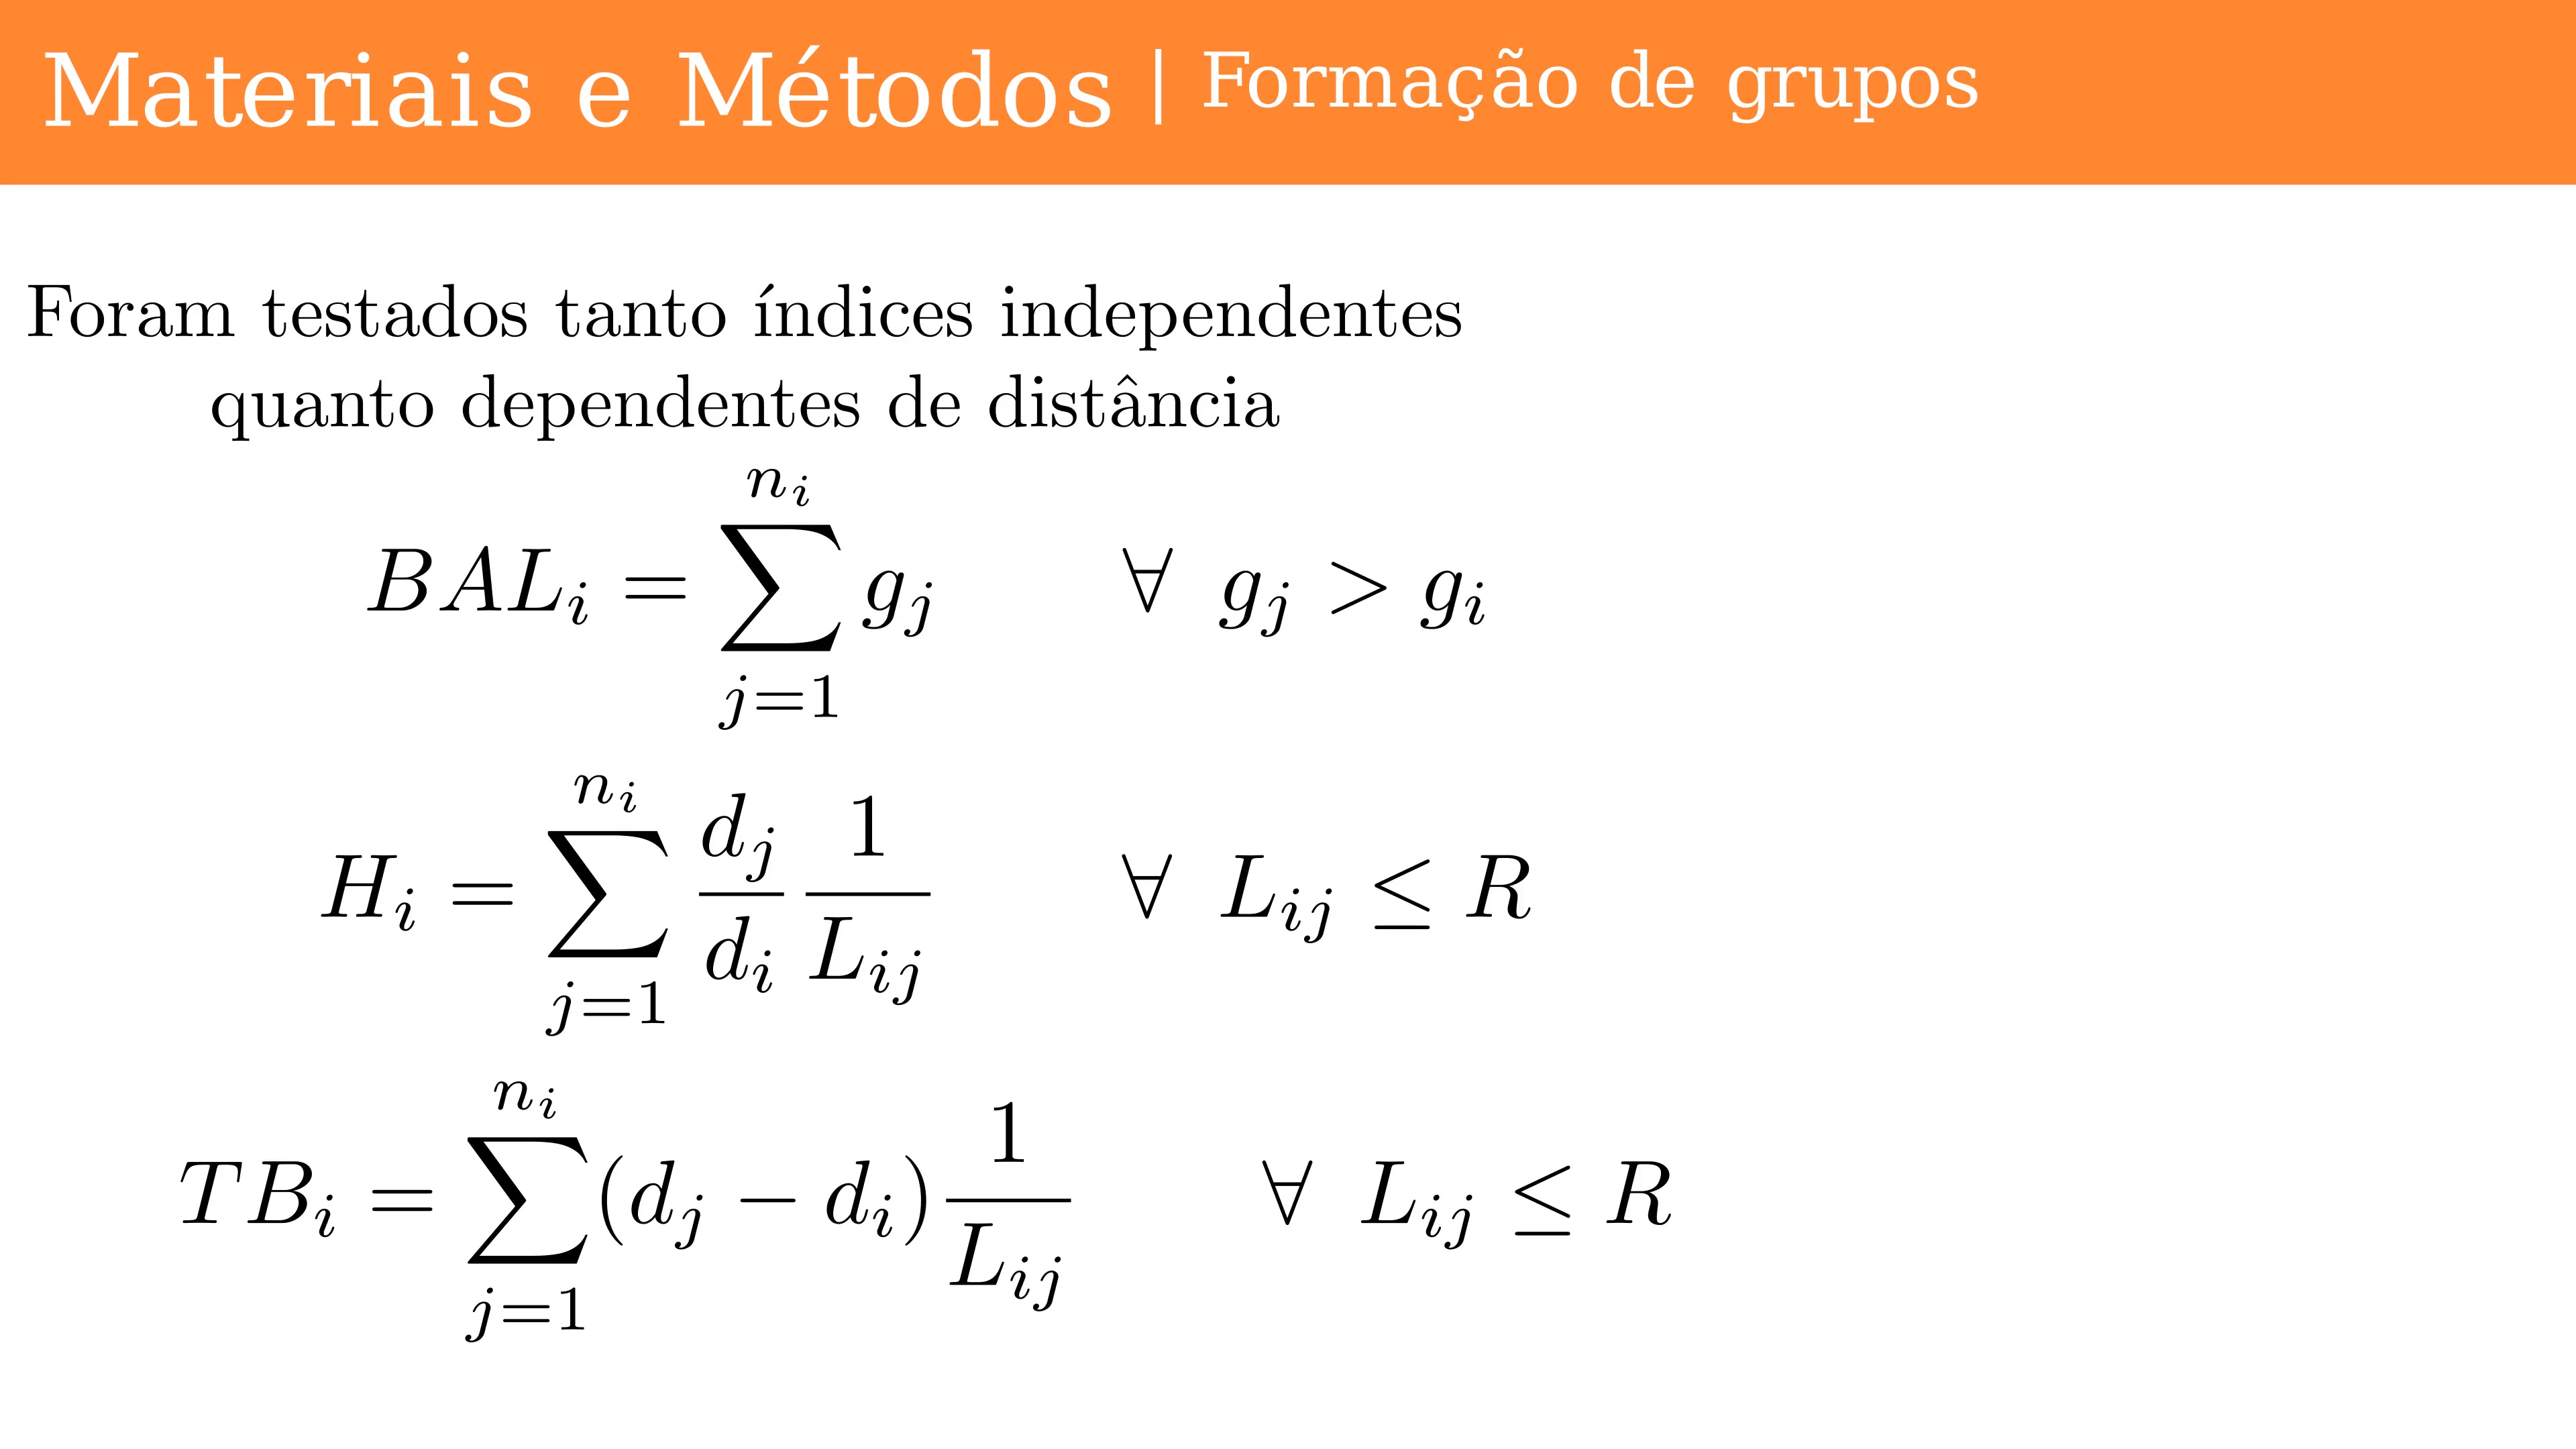 Materiais e Métodos | Formação de grupos
Foram testados tanto índices independentes
quanto dependentes de distância
$BAL_i = \sum_{j=1}^{n_i} g_j \qquad \forall \; g_j > g_i$
$H_i = \sum_{j=1}^{n_i} \frac{d_j}{d_i} \frac{1}{L_{ij}} \qquad \forall \; L_{ij} \leq R$
$TB_i = \sum_{j=1}^{n_i} (d_j - d_i) \frac{1}{L_{ij}} \qquad \forall \; L_{ij} \leq R$